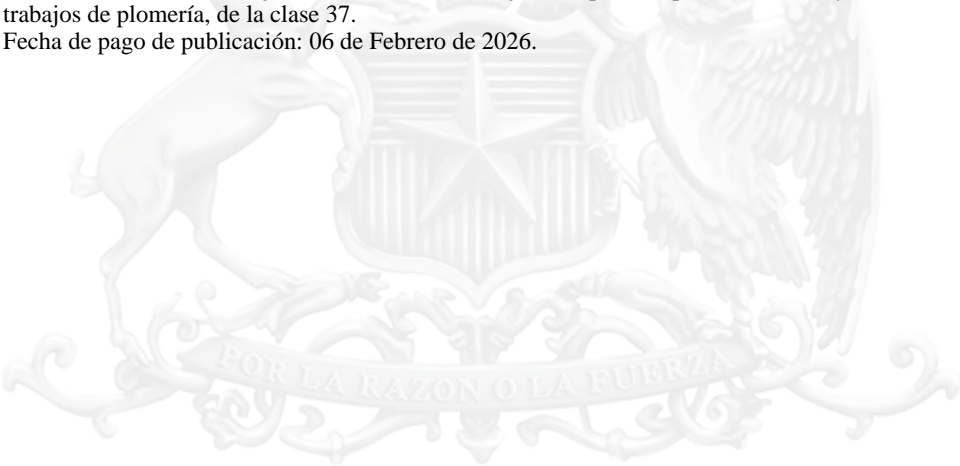 trabajos de plomería, de la clase 37.
Fecha de pago de publicación: 06 de Febrero de 2026.
POR LA RAZON O LA FUERZA